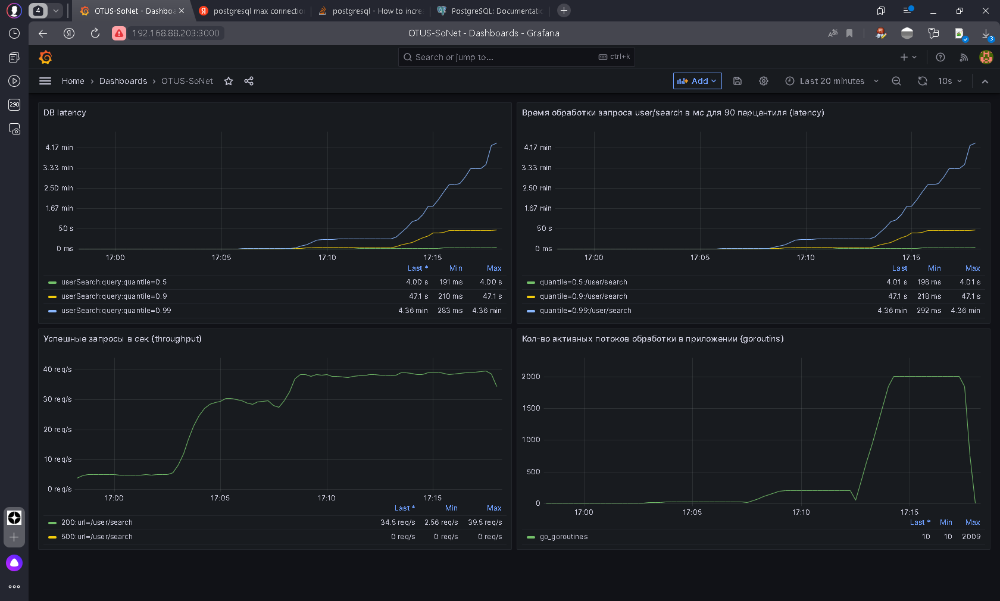 4
OTUS-SoNet - Dashboa
postgresql max connectio
postgresql - How to incre
PostgreSQL: Documentatio
192.168.88.203:3000
OTUS-SoNet - Dashboards - Grafana
3
290
Search or jump to...
ctrl+k
Home › Dashboards › OTUS-SoNet
Add
Last 20 minutes
10s
DB latency
4.17 min
3.33 min
2.50 min
1.67 min
50 s
0 ms
17:00 17:05 17:10 17:15
Last * Min Max
userSearch:query:quantile=0.5 4.00 s 191 ms 4.00 s
userSearch:query:quantile=0.9 47.1 s 210 ms 47.1 s
userSearch:query:quantile=0.99 4.36 min 283 ms 4.36 min
Время обработки запроса user/search в мс для 90 перцентиля (latency)
4.17 min
3.33 min
2.50 min
1.67 min
50 s
0 ms
17:00 17:05 17:10 17:15
Last Min Max
quantile=0.5:/user/search 4.01 s 198 ms 4.01 s
quantile=0.9:/user/search 47.1 s 218 ms 47.1 s
quantile=0.99:/user/search 4.36 min 292 ms 4.36 min
Успешные запросы в сек (throughput)
40 req/s
30 req/s
20 req/s
10 req/s
0 req/s
17:00 17:05 17:10 17:15
Last * Min Max
200:url=/user/search 34.5 req/s 2.56 req/s 39.5 req/s
500:url=/user/search 0 req/s 0 req/s 0 req/s
Кол-во активных потоков обработки в приложении (goroutins)
2000
1500
1000
500
0
17:00 17:05 17:10 17:15
Last * Min Max
go_goroutines 10 10 2009